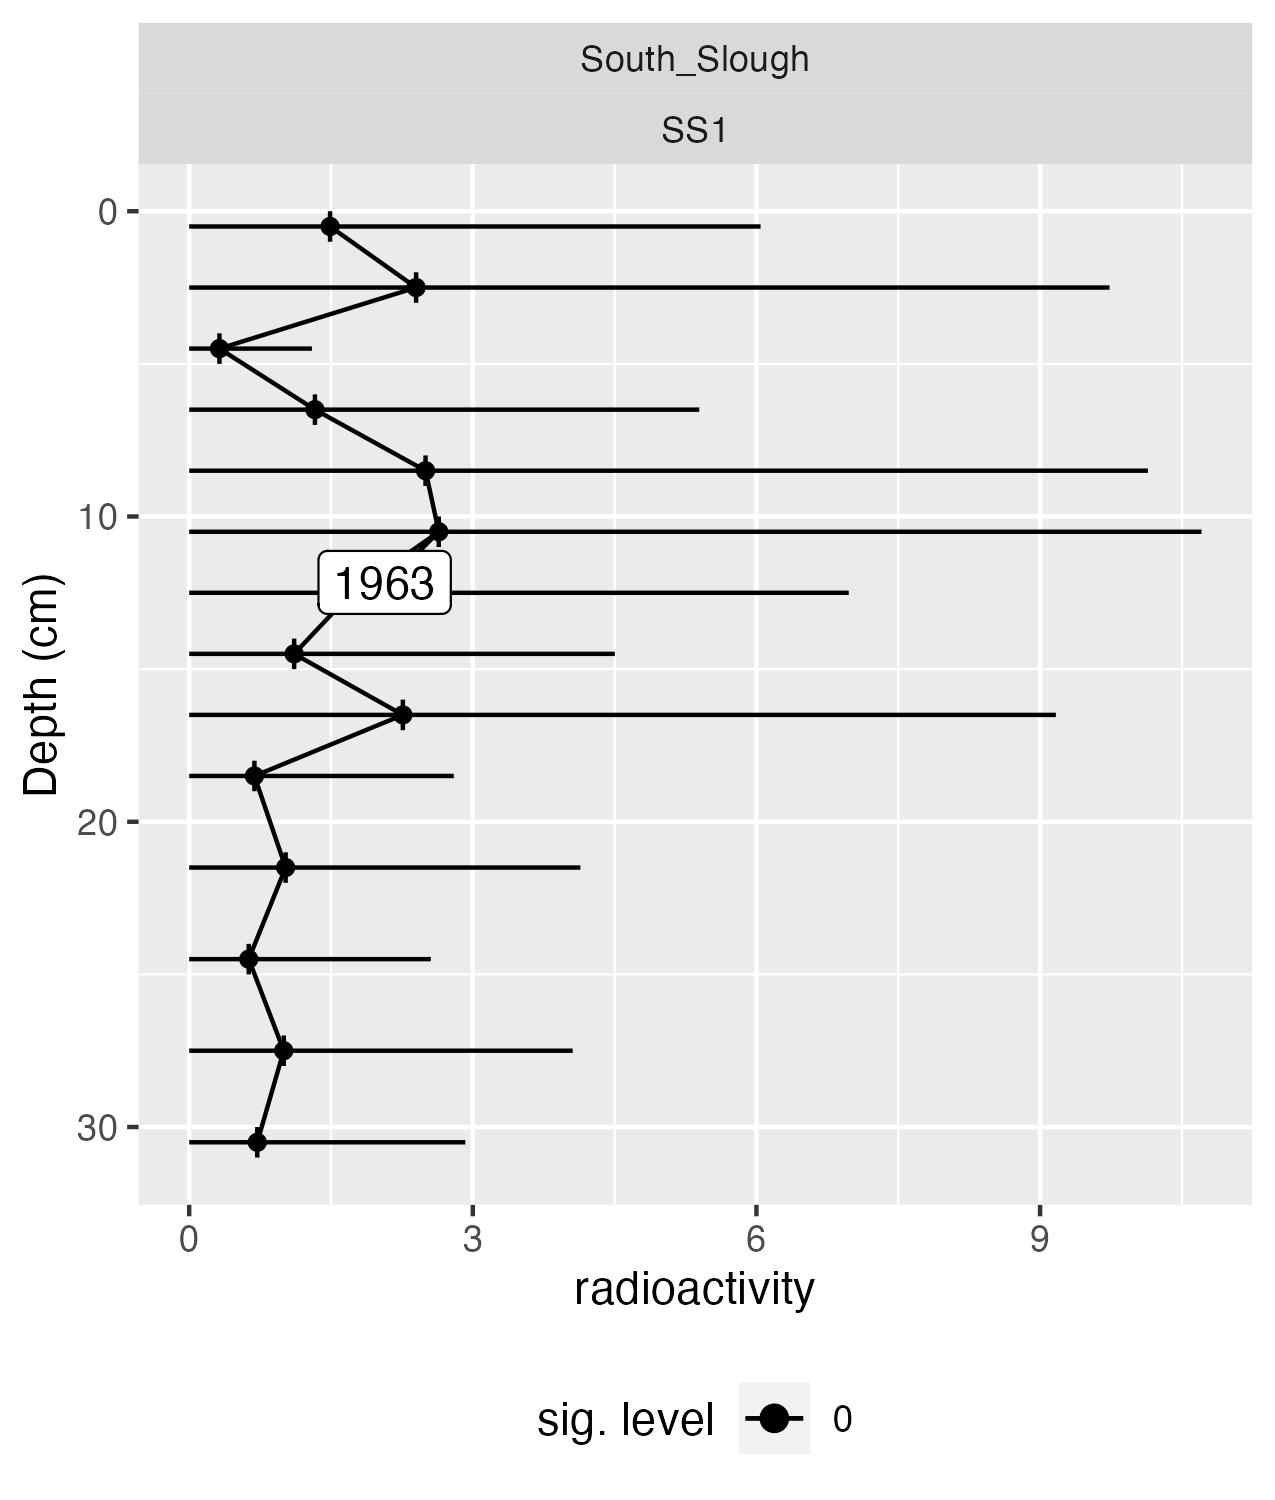 South_Slough
SS1
Depth (cm)
0
10
20
30
1963
0 3 6 9
radioactivity
sig. level 0